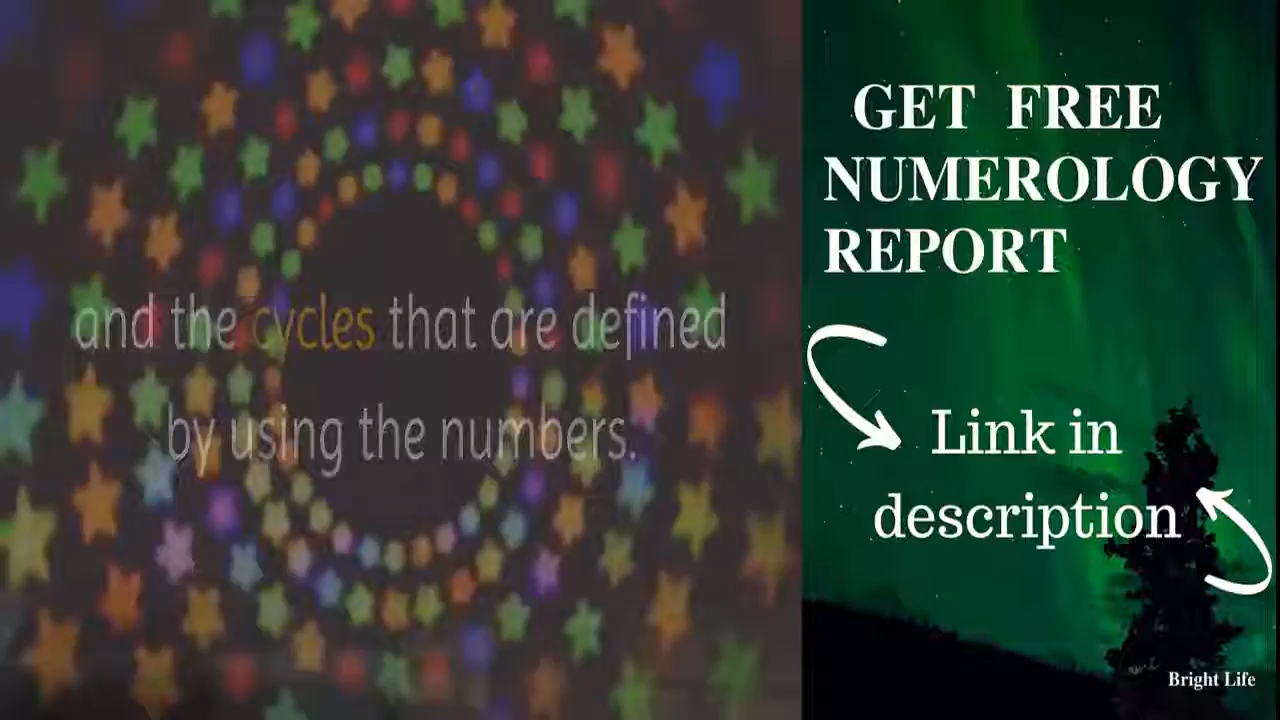 and the cycles that are defined
by using the numbers.
GET FREE
NUMEROLOGY
REPORT
Link in
description
Bright Life